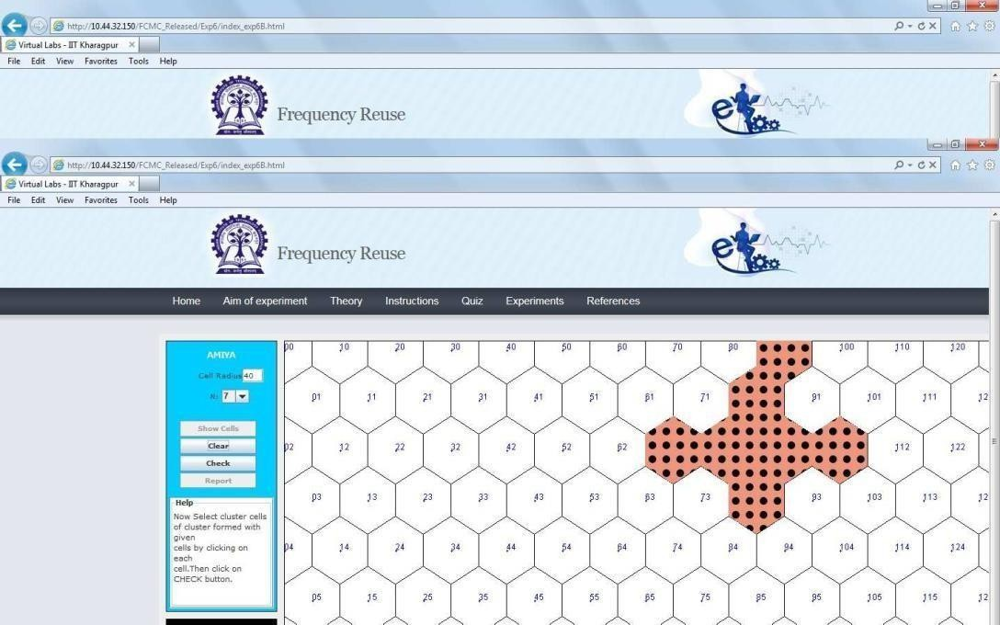 http://10.44.32.150/FCMC_Released/Exp6/index_exp6B.html
Virtual Labs - IIT Kharagpur
File Edit View Favorites Tools Help
Frequency Reuse
http://10.44.32.150/FCMC_Released/Exp6/index_exp6B.html
Virtual Labs - IIT Kharagpur
File Edit View Favorites Tools Help
Frequency Reuse
Home Aim of experiment Theory Instructions Quiz Experiments References
AMIYA
Cell Radius 40
N: 7
Show Cells
Clear
Check
Report
Help
Now Select cluster cells
of cluster formed with
given
cells by clicking on
each
cell.Then click on
CHECK button.
00 10 20 30 40 50 60 70 80 100 110 120
01 11 21 31 41 51 61 71 91 101 111
02 12 22 32 42 52 62 112 122
03 13 23 33 43 53 63 73 93 103 113
04 14 24 34 44 54 64 74 84 94 104 114 124
05 15 25 35 45 55 65 75 85 95 105 115